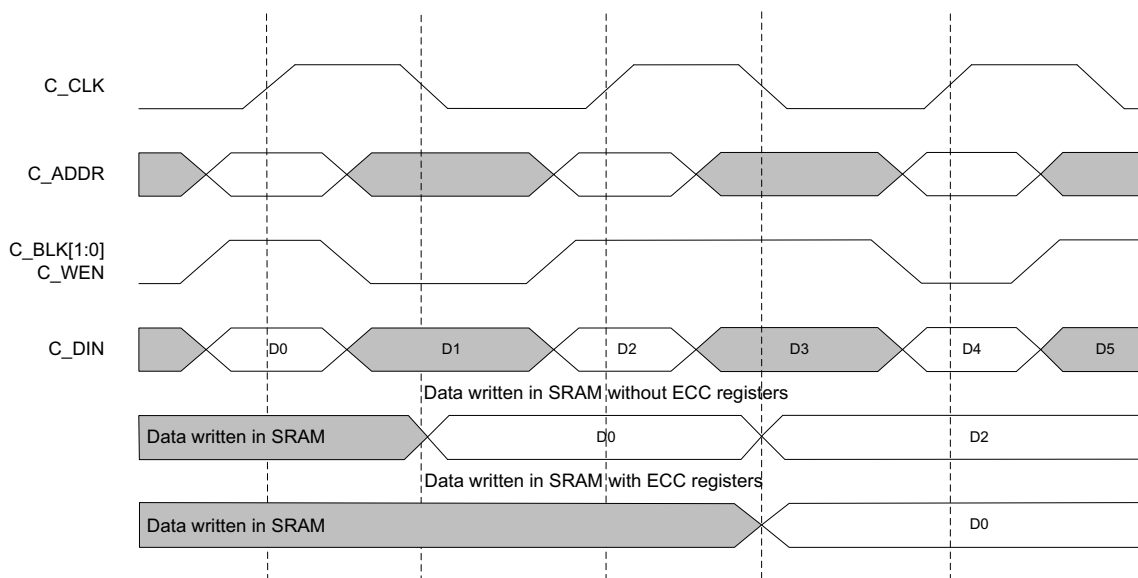 C_CLK
C_ADDR
C_BLK[1:0]
C_WEN
C_DIN
D0 D1 D2 D3 D4 D5
Data written in SRAM without ECC registers
Data written in SRAM D0 D2
Data written in SRAM with ECC registers
Data written in SRAM D0